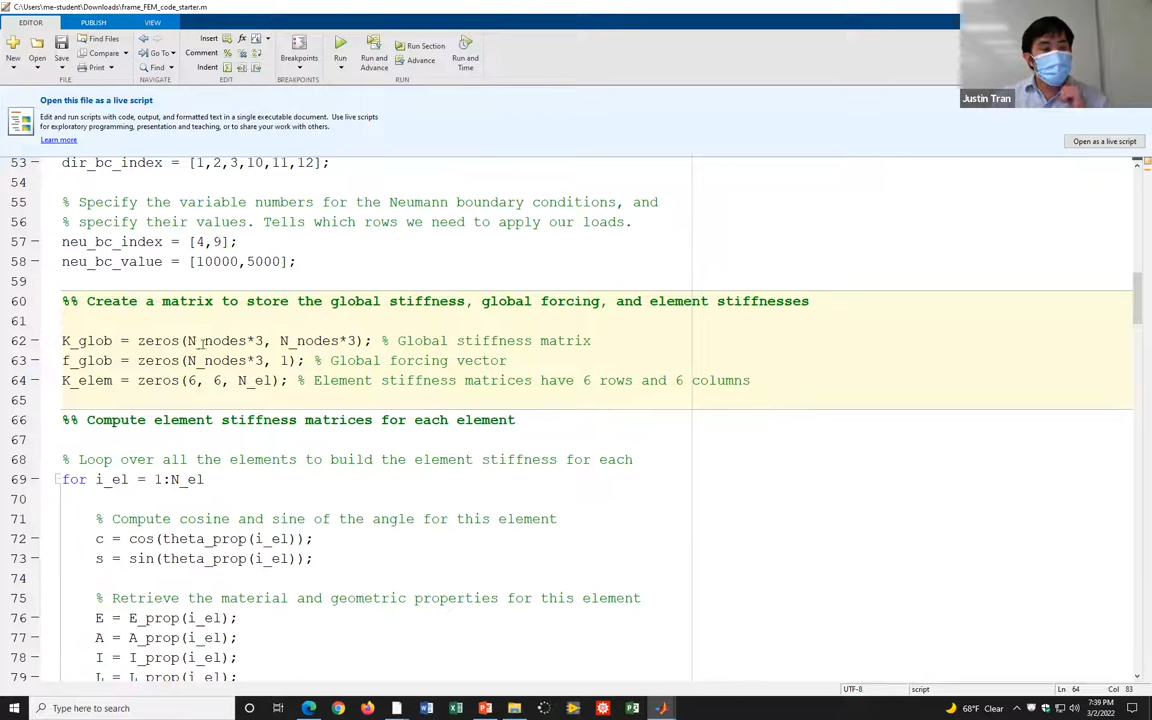 C:\Users\me-student\Downloads\frame_FEM_code_starter.m
EDITOR PUBLISH VIEW
New Open Save Find Files Compare Print Go To Find Insert Comment Indent Breakpoints Run Run and Advance Run Section Advance Run and Time
FILE NAVIGATE EDIT BREAKPOINTS RUN
Justin Tran
Open this file as a live script
Edit and run scripts with code, output, and formatted text in a single executable document. Use live scripts
for exploratory programming, presentation and teaching, or to share your work with others.
Learn more
Open as a live script
53 dir_bc_index = [1,2,3,10,11,12];
54
55 % Specify the variable numbers for the Neumann boundary conditions, and
56 % specify their values. Tells which rows we need to apply our loads.
57 neu_bc_index = [4,9];
58 neu_bc_value = [10000,5000];
59
60 %% Create a matrix to store the global stiffness, global forcing, and element stiffnesses
61
62 K_glob = zeros(N_nodes*3, N_nodes*3); % Global stiffness matrix
63 f_glob = zeros(N_nodes*3, 1); % Global forcing vector
64 K_elem = zeros(6, 6, N_el); % Element stiffness matrices have 6 rows and 6 columns
65
66 %% Compute element stiffness matrices for each element
67
68 % Loop over all the elements to build the element stiffness for each
69 for i_el = 1:N_el
70
71 % Compute cosine and sine of the angle for this element
72 c = cos(theta_prop(i_el));
73 s = sin(theta_prop(i_el));
74
75 % Retrieve the material and geometric properties for this element
76 E = E_prop(i_el);
77 A = A_prop(i_el);
78 I = I_prop(i_el);
79 L = L_prop(i_el);
UTF-8 script Ln 64 Col 83
Type here to search
68°F Clear
7:39 PM
3/2/2022